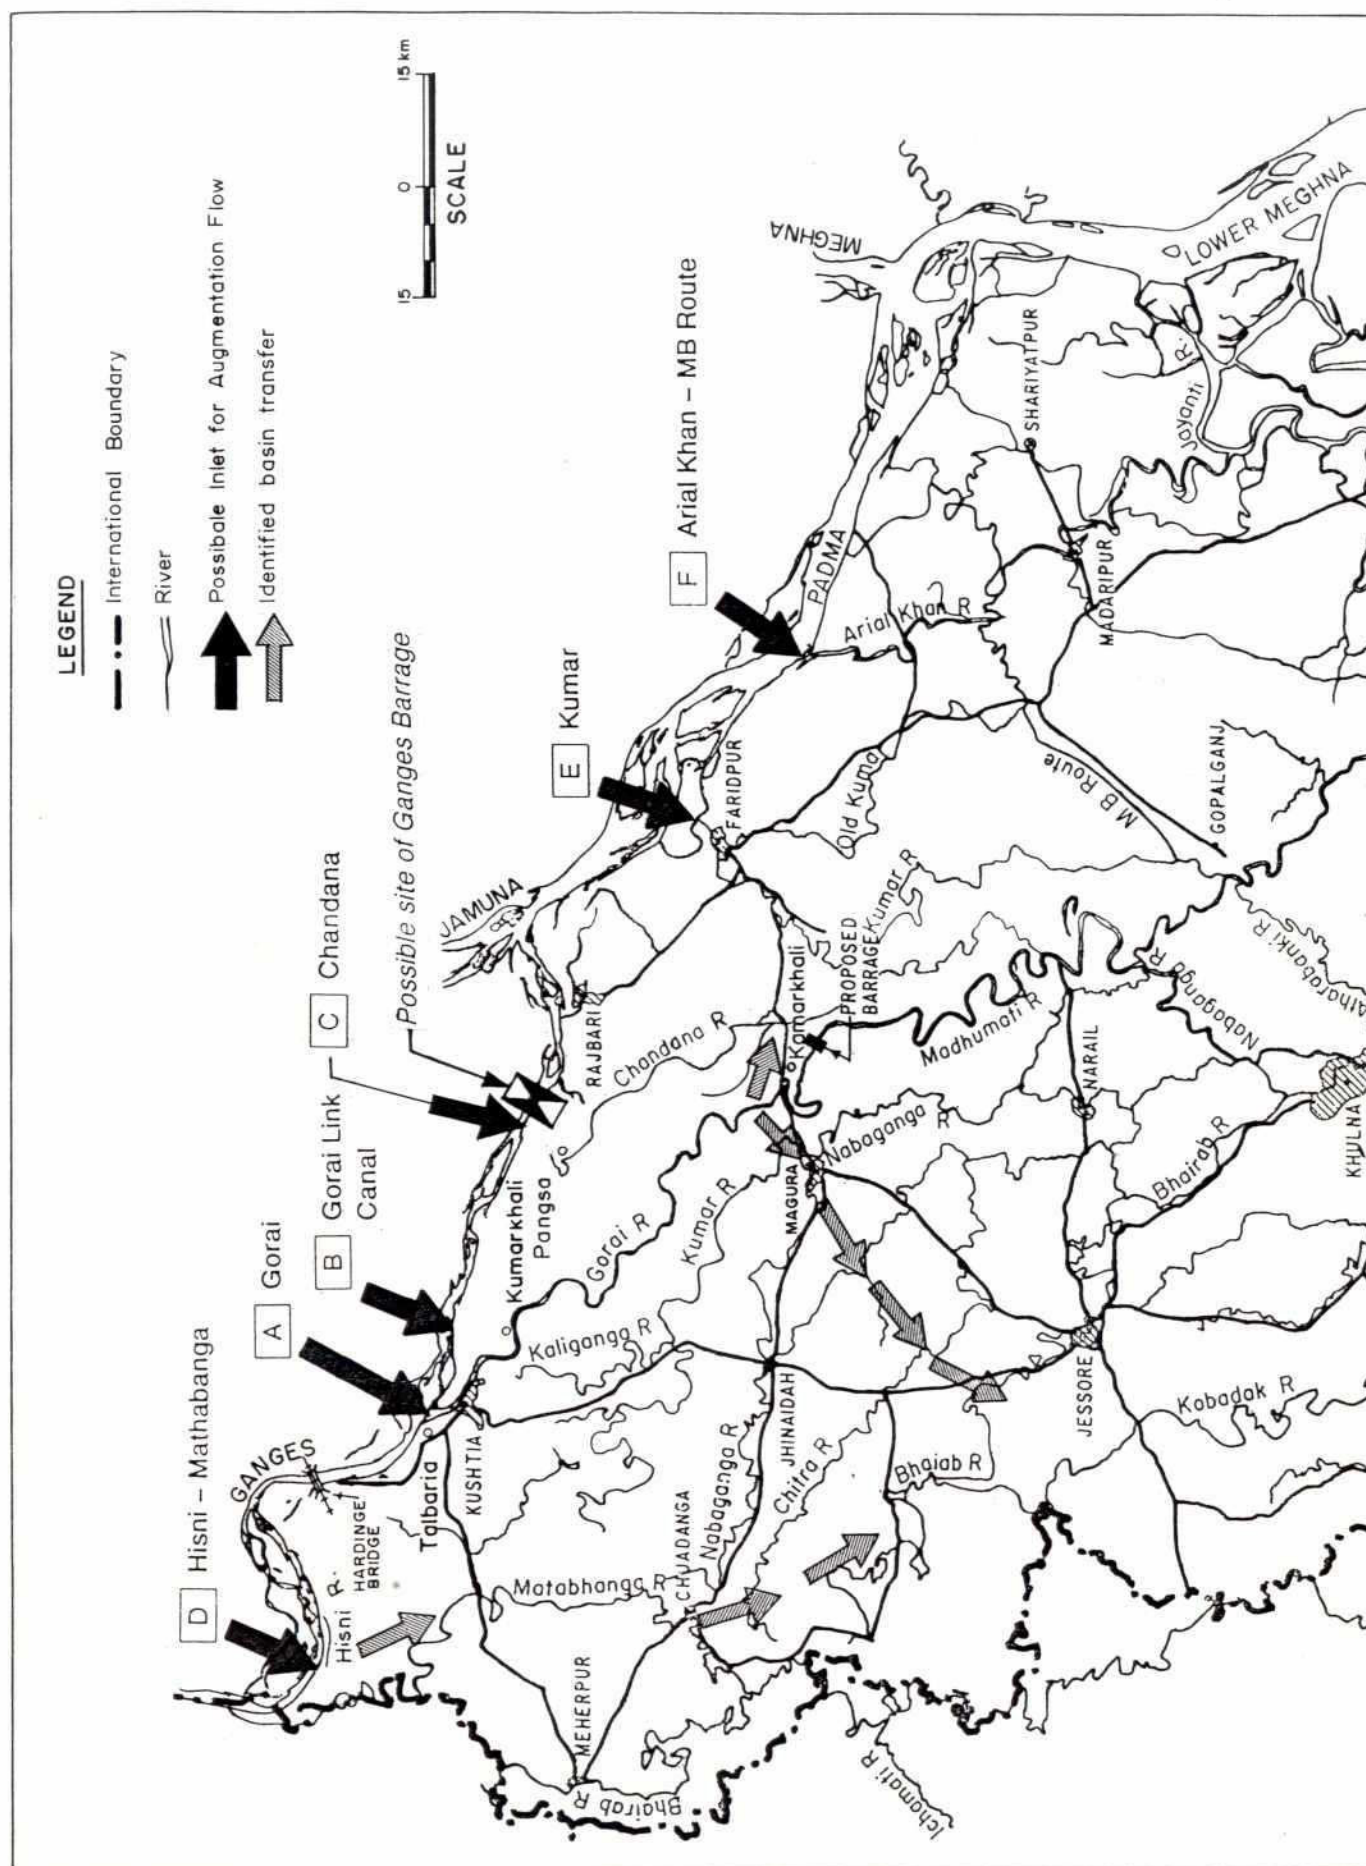 LEGEND
International Boundary
River
Possibale Inlet for Augmentation Flow
Identified basin transfer
15
0
15 km
SCALE
D
Hisni – Mathabanga
A
Gorai
B
Gorai Link
Canal
C
Chandana
Possible site of Ganges Barrage
E
Kumar
F
Arial Khan – MB Route
GANGES
HARDINGE
BRIDGE
Hisni R.
Talbaria
KUSHTIA
Kumarkhali
Pangsa
JAMUNA
RAJBARI
FARIDPUR
PADMA
MEGHNA
LOWER MEGHNA
SHARIYATPUR
Jayanti R.
MADARIPUR
Arial Khan R
Old Kuma
M B Route
GOPALGANJ
Kumar R
Chandana R
Kamarkhali
PROPOSED
BARRAGE
Gorai R
Kaliganga R
Kumar R
MAGURA
Nabaganga
R
Madhumati R
NARAIL
Nabaganga R
Atharabanki R
KHULNA
Bhairab R
JESSORE
Kobadak R
JHINAIDAH
Nabaganga R
Chitra R
Bhaiab R
CHUADANGA
Matabhanga R
MEHERPUR
Bhairab R
Ichamati R